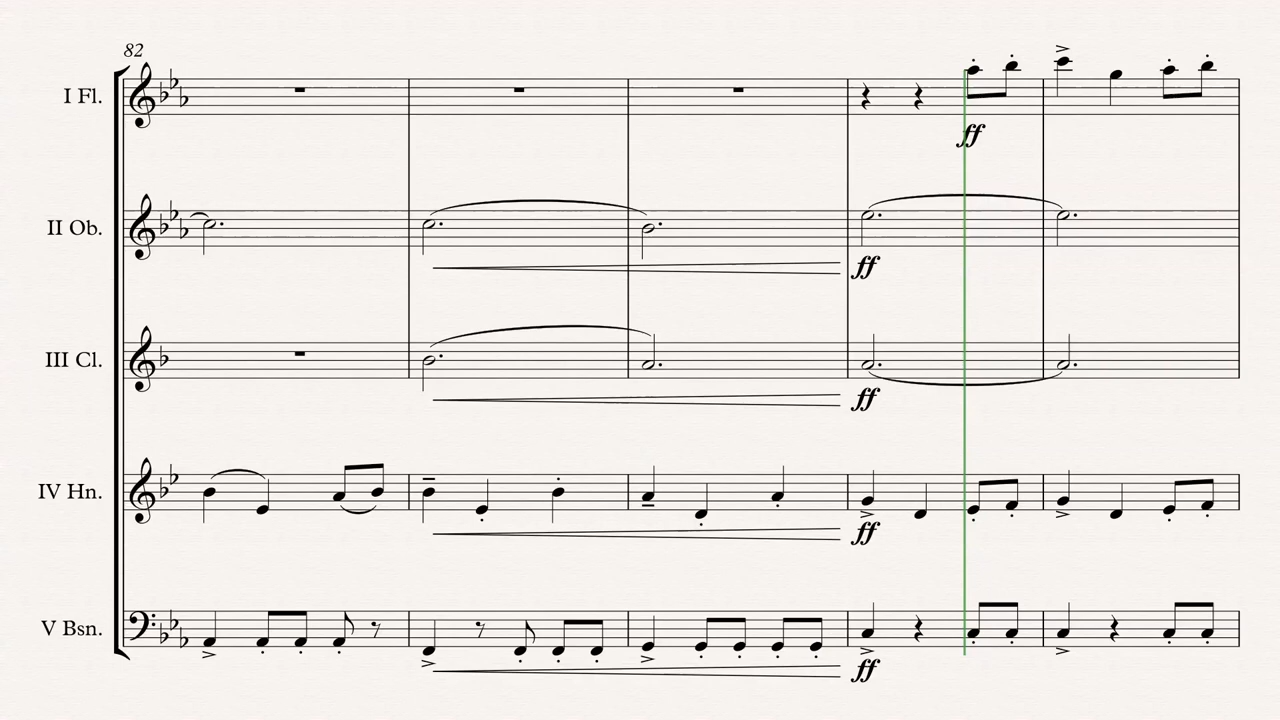 82
I Fl.
ff
II Ob.
ff
III Cl.
ff
IV Hn.
ff
V Bsn.
ff